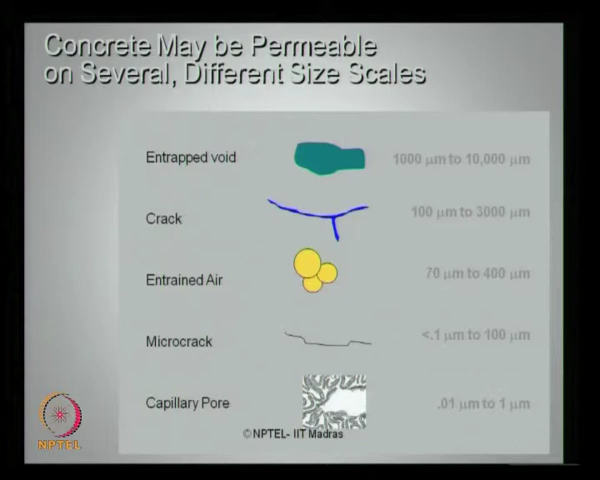 Concrete May be Permeable
on Several, Different Size Scales
Entrapped void 1000 µm to 10,000 µm
Crack 100 µm to 3000 µm
Entrained Air 70 µm to 400 µm
Microcrack <.1 µm to 100 µm
Capillary Pore .01 µm to 1 µm
© NPTEL- IIT Madras
NPTEL